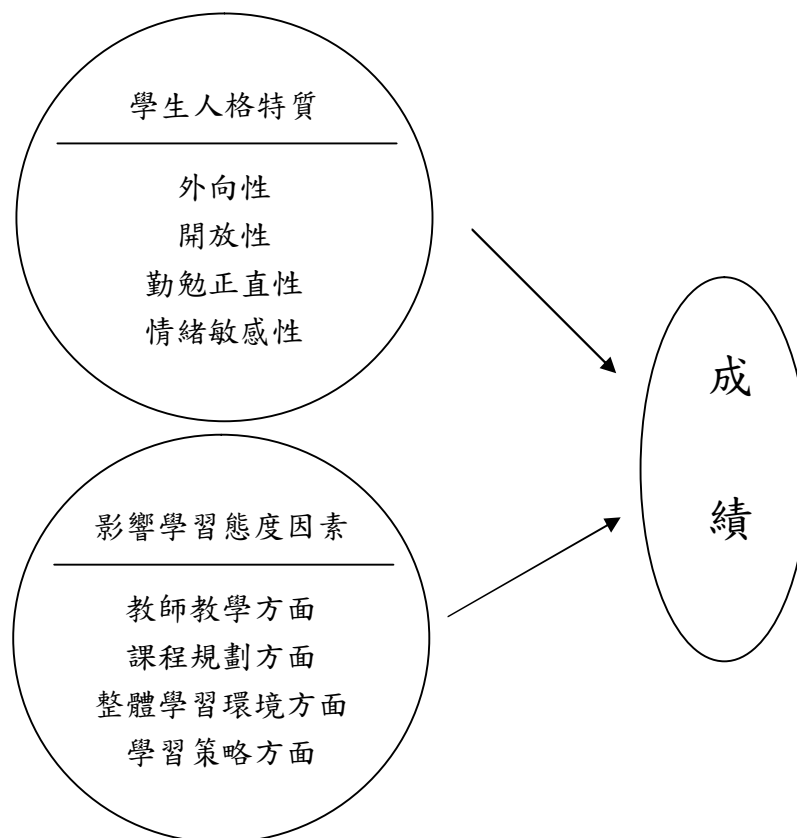 學生人格特質
外向性
開放性
勤勉正直性
情緒敏感性
影響學習態度因素
教師教學方面
課程規劃方面
整體學習環境方面
學習策略方面
成
績